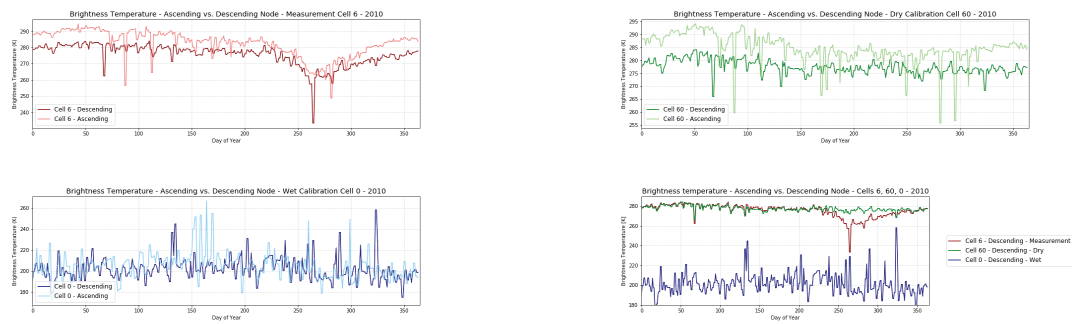 Brightness Temperature - Ascending vs. Descending Node - Measurement Cell 6 - 2010
Brightness Temperature [K]
290
280
270
260
250
240
Cell 6 - Descending
Cell 6 - Ascending
0 50 100 150 200 250 300 350
Day of Year
Brightness Temperature - Ascending vs. Descending Node - Dry Calibration Cell 60 - 2010
Brightness Temperature [K]
295
290
285
280
275
270
265
260
255
Cell 60 - Descending
Cell 60 - Ascending
0 50 100 150 200 250 300 350
Day of Year
Brightness Temperature - Ascending vs. Descending Node - Wet Calibration Cell 0 - 2010
Brightness Temperature [K]
260
240
220
200
180
Cell 0 - Descending
Cell 0 - Ascending
0 50 100 150 200 250 300 350
Day of Year
Brightness temperature - Ascending vs. Descending Node - Cells 6, 60, 0 - 2010
Brightness Temperature [K]
280
260
240
220
200
180
0 50 100 150 200 250 300 350
Day of Year
Cell 6 - Descending - Measurement
Cell 60 - Descending - Dry
Cell 0 - Descending - Wet